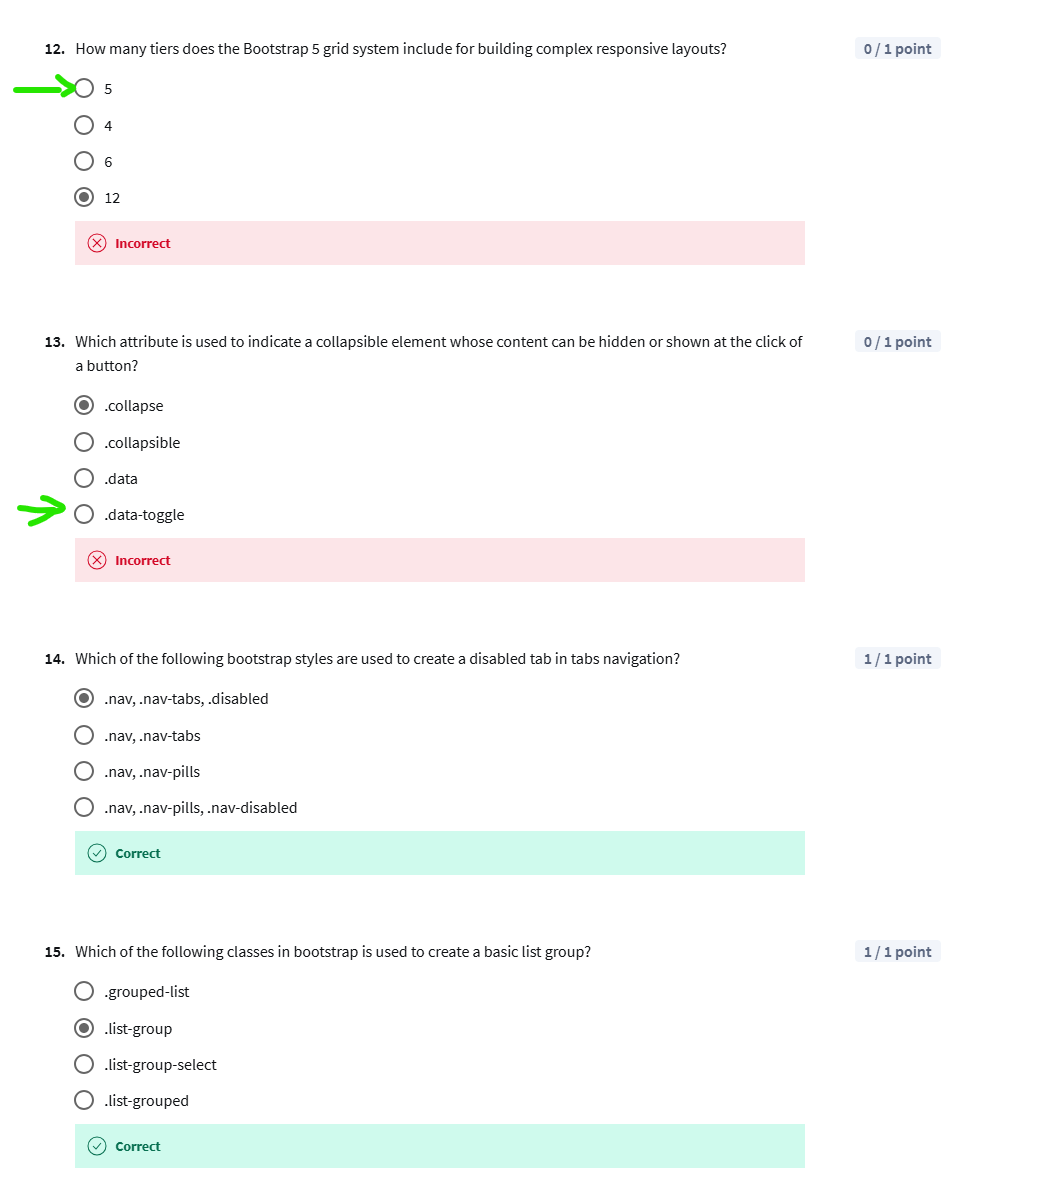 12. How many tiers does the Bootstrap 5 grid system include for building complex responsive layouts? 0 / 1 point
5
4
6
12
Incorrect
13. Which attribute is used to indicate a collapsible element whose content can be hidden or shown at the click of 0 / 1 point
a button?
.collapse
.collapsible
.data
.data-toggle
Incorrect
14. Which of the following bootstrap styles are used to create a disabled tab in tabs navigation? 1 / 1 point
.nav, .nav-tabs, .disabled
.nav, .nav-tabs
.nav, .nav-pills
.nav, .nav-pills, .nav-disabled
Correct
15. Which of the following classes in bootstrap is used to create a basic list group? 1 / 1 point
.grouped-list
.list-group
.list-group-select
.list-grouped
Correct